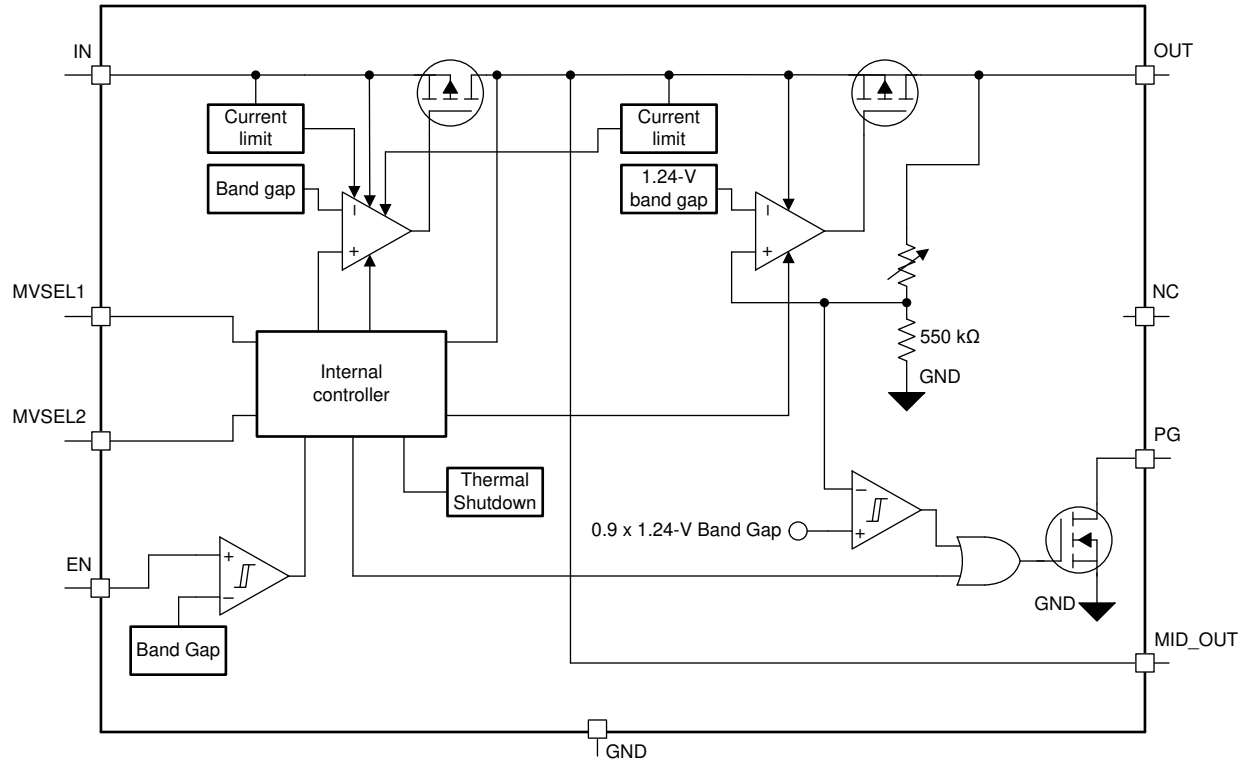 IN
OUT
Current
limit
Current
limit
Band gap
1.24-V
band gap
MVSEL1
NC
550 kΩ
Internal
controller
GND
MVSEL2
PG
Thermal
Shutdown
0.9 x 1.24-V Band Gap
EN
GND
Band Gap
MID_OUT
GND